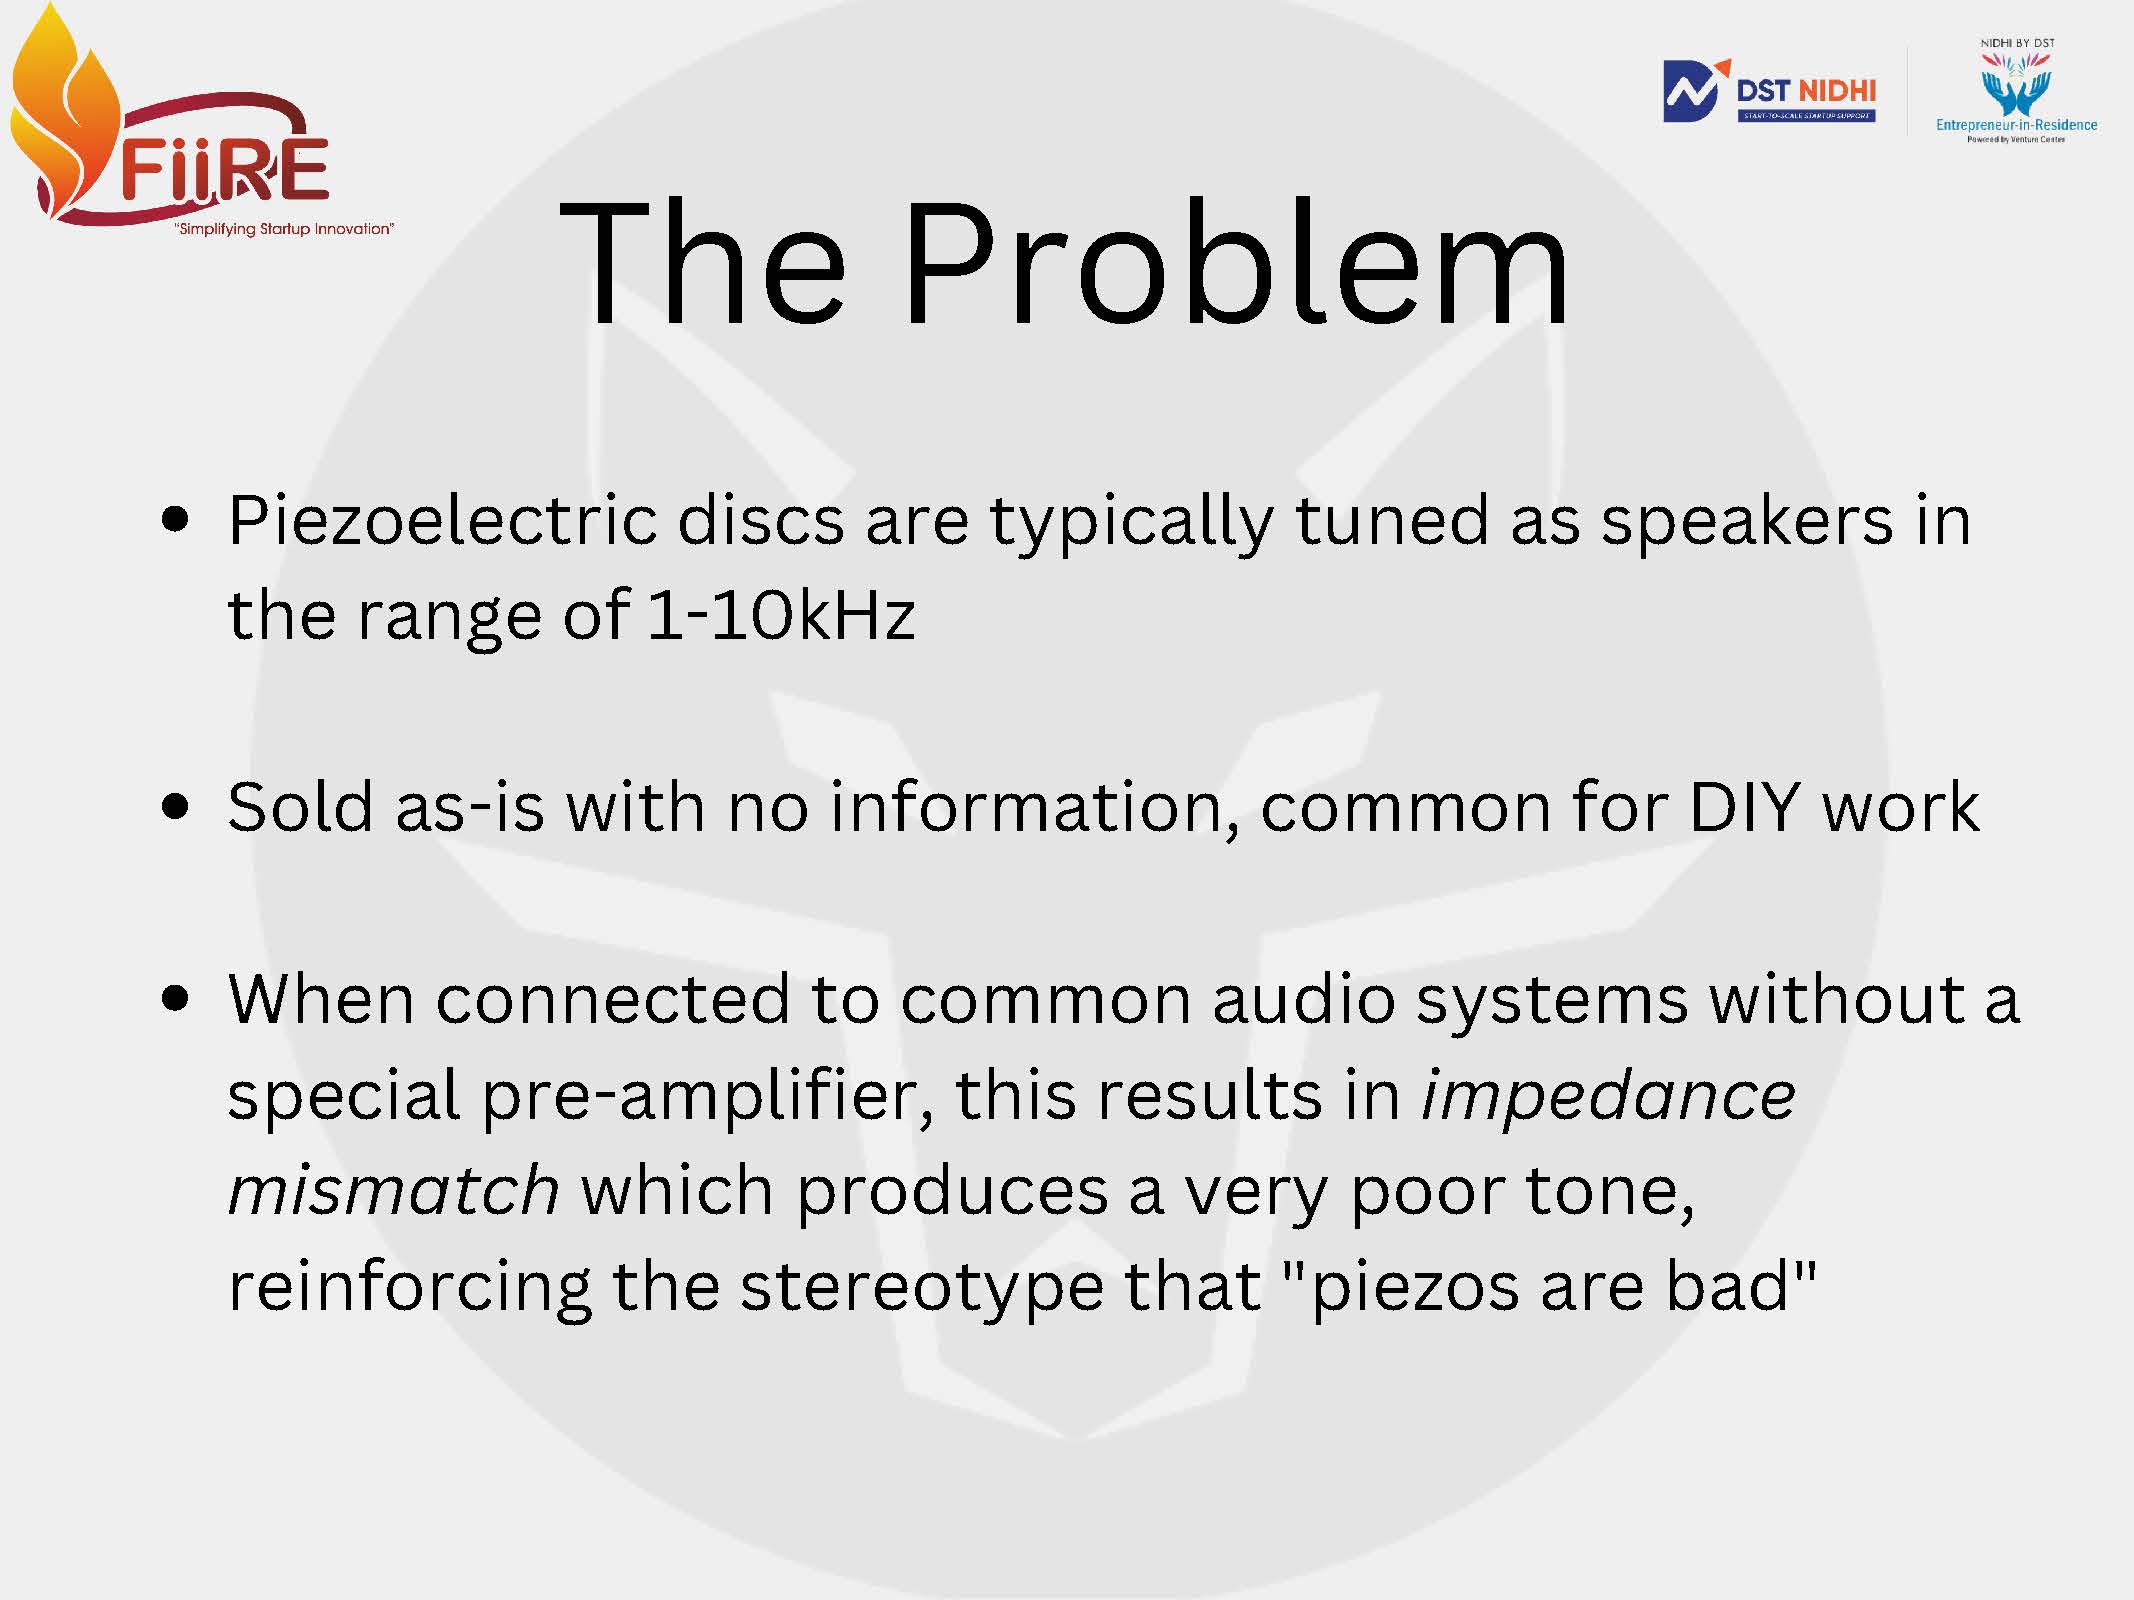 FiiRE
"Simplifying Startup Innovation"
DST NIDHI
START-TO-SCALE STARTUP SUPPORT
NIDHI BY DST
Entrepreneur-in-Residence
Powered by Venture Center
The Problem
• Piezoelectric discs are typically tuned as speakers in
the range of 1-10kHz
• Sold as-is with no information, common for DIY work
• When connected to common audio systems without a
special pre-amplifier, this results in impedance
mismatch which produces a very poor tone,
reinforcing the stereotype that "piezos are bad"